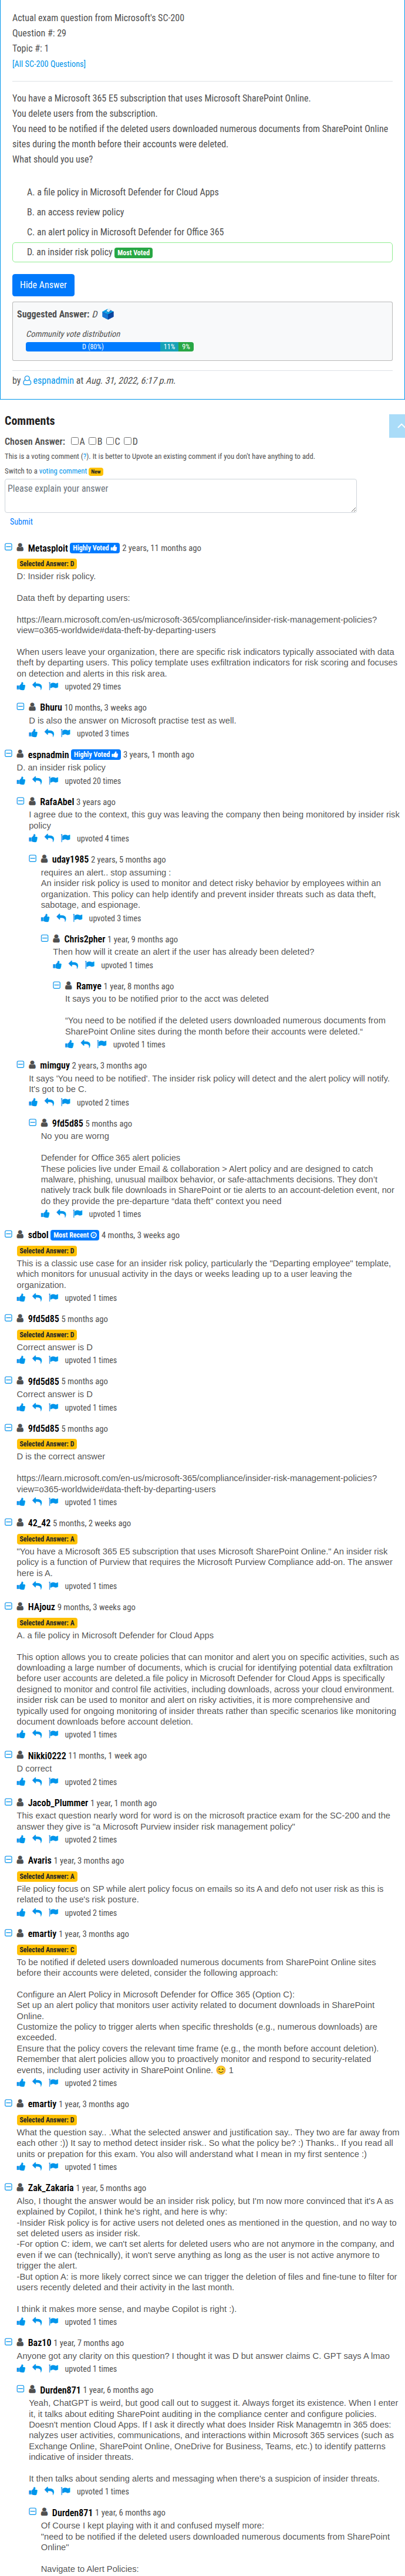 Actual exam question from Microsoft's SC-200
Question #: 29
Topic #: 1
[All SC-200 Questions]
You have a Microsoft 365 E5 subscription that uses Microsoft SharePoint Online.
You delete users from the subscription.
You need to be notified if the deleted users downloaded numerous documents from SharePoint Online
sites during the month before their accounts were deleted.
What should you use?
A. a file policy in Microsoft Defender for Cloud Apps
B. an access review policy
C. an alert policy in Microsoft Defender for Office 365
D. an insider risk policy Most Voted
Hide Answer
Suggested Answer: D
Community vote distribution
D (80%) 11% 9%
by espnadmin at Aug. 31, 2022, 6:17 p.m.
Comments
Chosen Answer: A B C D
This is a voting comment (?). It is better to Upvote an existing comment if you don't have anything to add.
Switch to a voting comment New
Please explain your answer
Submit
Metasploit Highly Voted 2 years, 11 months ago
Selected Answer: D
D: Insider risk policy.
Data theft by departing users:
https://learn.microsoft.com/en-us/microsoft-365/compliance/insider-risk-management-policies?
view=o365-worldwide#data-theft-by-departing-users
When users leave your organization, there are specific risk indicators typically associated with data
theft by departing users. This policy template uses exfiltration indicators for risk scoring and focuses
on detection and alerts in this risk area.
upvoted 29 times
Bhuru 10 months, 3 weeks ago
D is also the answer on Microsoft practise test as well.
upvoted 3 times
espnadmin Highly Voted 3 years, 1 month ago
D. an insider risk policy
upvoted 20 times
RafaAbel 3 years ago
I agree due to the context, this guy was leaving the company then being monitored by insider risk
policy
upvoted 4 times
uday1985 2 years, 5 months ago
requires an alert.. stop assuming :
An insider risk policy is used to monitor and detect risky behavior by employees within an
organization. This policy can help identify and prevent insider threats such as data theft,
sabotage, and espionage.
upvoted 3 times
Chris2pher 1 year, 9 months ago
Then how will it create an alert if the user has already been deleted?
upvoted 1 times
Ramye 1 year, 8 months ago
It says you to be notified prior to the acct was deleted
"You need to be notified if the deleted users downloaded numerous documents from
SharePoint Online sites during the month before their accounts were deleted."
upvoted 1 times
mimguy 2 years, 3 months ago
It says 'You need to be notified'. The insider risk policy will detect and the alert policy will notify.
It's got to be C.
upvoted 2 times
9fd5d85 5 months ago
No you are worng
Defender for Office 365 alert policies
These policies live under Email & collaboration > Alert policy and are designed to catch
malware, phishing, unusual mailbox behavior, or safe-attachments decisions. They don't
natively track bulk file downloads in SharePoint or tie alerts to an account-deletion event, nor
do they provide the pre-departure "data theft" context you need
upvoted 1 times
sdbol Most Recent 4 months, 3 weeks ago
Selected Answer: D
This is a classic use case for an insider risk policy, particularly the "Departing employee" template,
which monitors for unusual activity in the days or weeks leading up to a user leaving the
organization.
upvoted 1 times
9fd5d85 5 months ago
Selected Answer: D
Correct answer is D
upvoted 1 times
9fd5d85 5 months ago
Correct answer is D
upvoted 1 times
9fd5d85 5 months ago
Selected Answer: D
D is the correct answer
https://learn.microsoft.com/en-us/microsoft-365/compliance/insider-risk-management-policies?
view=o365-worldwide#data-theft-by-departing-users
upvoted 1 times
42_42 5 months, 2 weeks ago
Selected Answer: A
"You have a Microsoft 365 E5 subscription that uses Microsoft SharePoint Online." An insider risk
policy is a function of Purview that requires the Microsoft Purview Compliance add-on. The answer
here is A.
upvoted 1 times
HAjouz 9 months, 3 weeks ago
Selected Answer: A
A. a file policy in Microsoft Defender for Cloud Apps
This option allows you to create policies that can monitor and alert you on specific activities, such as
downloading a large number of documents, which is crucial for identifying potential data exfiltration
before user accounts are deleted.a file policy in Microsoft Defender for Cloud Apps is specifically
designed to monitor and control file activities, including downloads, across your cloud environment.
insider risk can be used to monitor and alert on risky activities, it is more comprehensive and
typically used for ongoing monitoring of insider threats rather than specific scenarios like monitoring
document downloads before account deletion.
upvoted 1 times
Nikki0222 11 months, 1 week ago
D correct
upvoted 2 times
Jacob_Plummer 1 year, 1 month ago
This exact question nearly word for word is on the microsoft practice exam for the SC-200 and the
answer they give is "a Microsoft Purview insider risk management policy"
upvoted 2 times
Avaris 1 year, 3 months ago
Selected Answer: A
File policy focus on SP while alert policy focus on emails so its A and defo not user risk as this is
related to the use's risk posture.
upvoted 2 times
emartiy 1 year, 3 months ago
Selected Answer: C
To be notified if deleted users downloaded numerous documents from SharePoint Online sites
before their accounts were deleted, consider the following approach:
Configure an Alert Policy in Microsoft Defender for Office 365 (Option C):
Set up an alert policy that monitors user activity related to document downloads in SharePoint
Online.
Customize the policy to trigger alerts when specific thresholds (e.g., numerous downloads) are
exceeded.
Ensure that the policy covers the relevant time frame (e.g., the month before account deletion).
Remember that alert policies allow you to proactively monitor and respond to security-related
events, including user activity in SharePoint Online. 😊 1
upvoted 2 times
emartiy 1 year, 3 months ago
Selected Answer: D
What the question say.. .What the selected answer and justification say.. They two are far away from
each other :)) It say to method detect insider risk.. So what the policy be? :) Thanks.. If you read all
units or prepation for this exam. You also will understand what I mean in my first sentence :)
upvoted 1 times
Zak_Zakaria 1 year, 5 months ago
Also, I thought the answer would be an insider risk policy, but I'm now more convinced that it's A as
explained by Copilot, I think he's right, and here is why:
-Insider Risk policy is for active users not deleted ones as mentioned in the question, and no way to
set deleted users as insider risk.
-For option C: idem, we can't set alerts for deleted users who are not anymore in the company, and
even if we can (technically), it won't serve anything as long as the user is not active anymore to
trigger the alert.
-But option A: is more likely correct since we can trigger the deletion of files and fine-tune to filter for
users recently deleted and their activity in the last month.
I think it makes more sense, and maybe Copilot is right :).
upvoted 1 times
Baz10 1 year, 7 months ago
Anyone got any clarity on this question? I thought it was D but answer claims C. GPT says A lmao
upvoted 1 times
Durden871 1 year, 6 months ago
Yeah, ChatGPT is weird, but good call out to suggest it. Always forget its existence. When I enter
it, it talks about editing SharePoint auditing in the compliance center and configure policies.
Doesn't mention Cloud Apps. If I ask it directly what does Insider Risk Managemtn in 365 does:
nalyzes user activities, communications, and interactions within Microsoft 365 services (such as
Exchange Online, SharePoint Online, OneDrive for Business, Teams, etc.) to identify patterns
indicative of insider threats.
It then talks about sending alerts and messaging when there's a suspicion of insider threats.
upvoted 1 times
Durden871 1 year, 6 months ago
Of Course I kept playing with it and confused myself more:
"need to be notified if the deleted users downloaded numerous documents from SharePoint
Online"
Navigate to Alert Policies: